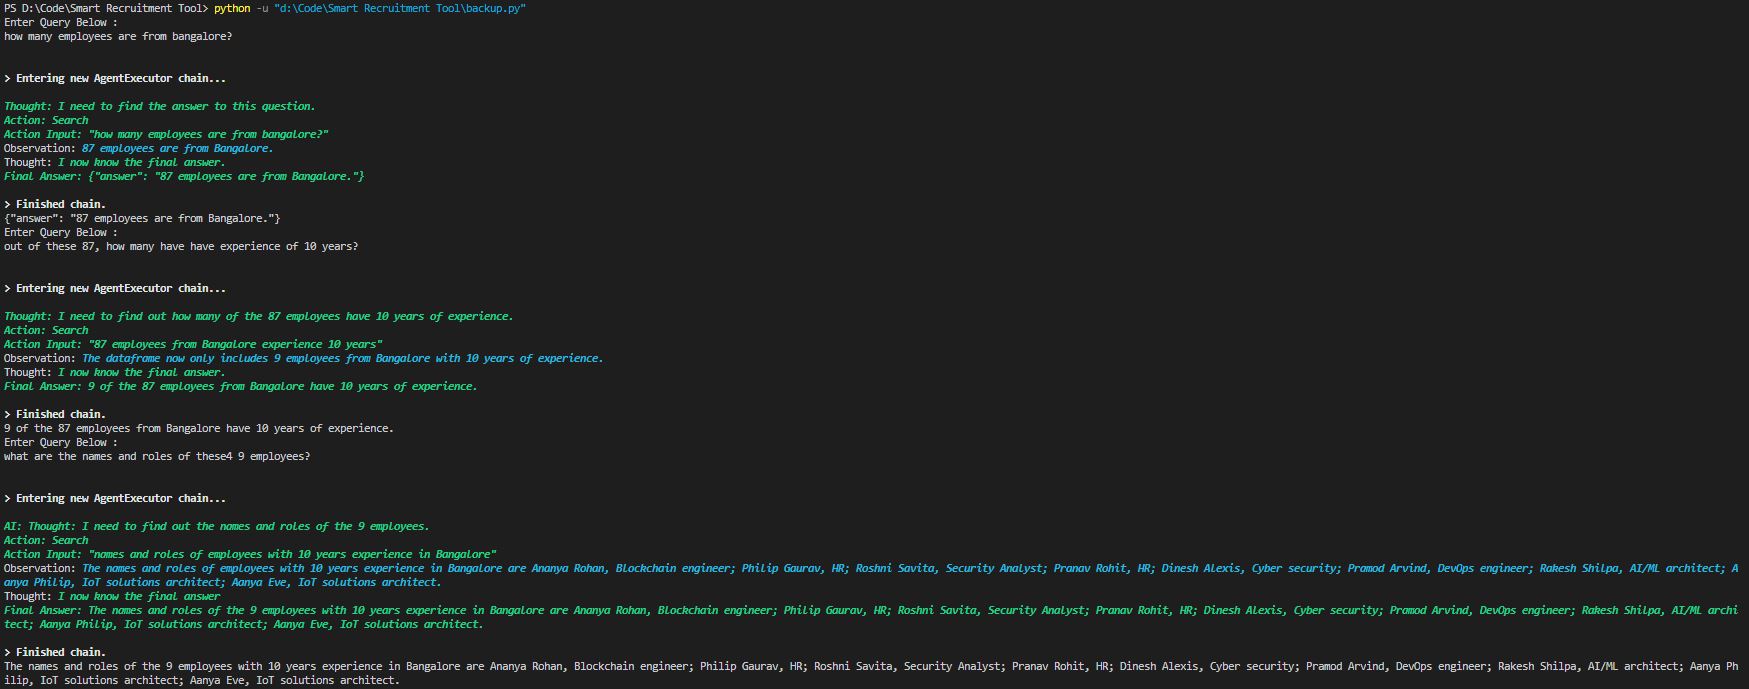 PS D:\Code\Smart Recruitment Tool> python -u "d:\Code\Smart Recruitment Tool\backup.py"
Enter Query Below :
how many employees are from bangalore?
> Entering new AgentExecutor chain...
Thought: I need to find the answer to this question.
Action: Search
Action Input: "how many employees are from bangalore?"
Observation: 87 employees are from Bangalore.
Thought: I now know the final answer.
Final Answer: {"answer": "87 employees are from Bangalore."}
> Finished chain.
{"answer": "87 employees are from Bangalore."}
Enter Query Below :
out of these 87, how many have have experience of 10 years?
> Entering new AgentExecutor chain...
Thought: I need to find out how many of the 87 employees have 10 years of experience.
Action: Search
Action Input: "87 employees from Bangalore experience 10 years"
Observation: The dataframe now only includes 9 employees from Bangalore with 10 years of experience.
Thought: I now know the final answer.
Final Answer: 9 of the 87 employees from Bangalore have 10 years of experience.
> Finished chain.
9 of the 87 employees from Bangalore have 10 years of experience.
Enter Query Below :
what are the names and roles of these4 9 employees?
> Entering new AgentExecutor chain...
AI: Thought: I need to find out the names and roles of the 9 employees.
Action: Search
Action Input: "names and roles of employees with 10 years experience in Bangalore"
Observation: The names and roles of employees with 10 years experience in Bangalore are Ananya Rohan, Blockchain engineer; Philip Gaurav, HR; Roshni Savita, Security Analyst; Pranav Rohit, HR; Dinesh Alexis, Cyber security; Pramod Arvind, DevOps engineer; Rakesh Shilpa, AI/ML architect; A
anya Philip, IoT solutions architect; Aanya Eve, IoT solutions architect.
Thought: I now know the final answer
Final Answer: The names and roles of the 9 employees with 10 years experience in Bangalore are Ananya Rohan, Blockchain engineer; Philip Gaurav, HR; Roshni Savita, Security Analyst; Pranav Rohit, HR; Dinesh Alexis, Cyber security; Pramod Arvind, DevOps engineer; Rakesh Shilpa, AI/ML archi
tect; Aanya Philip, IoT solutions architect; Aanya Eve, IoT solutions architect.
> Finished chain.
The names and roles of the 9 employees with 10 years experience in Bangalore are Ananya Rohan, Blockchain engineer; Philip Gaurav, HR; Roshni Savita, Security Analyst; Pranav Rohit, HR; Dinesh Alexis, Cyber security; Pramod Arvind, DevOps engineer; Rakesh Shilpa, AI/ML architect; Aanya Ph
ilip, IoT solutions architect; Aanya Eve, IoT solutions architect.